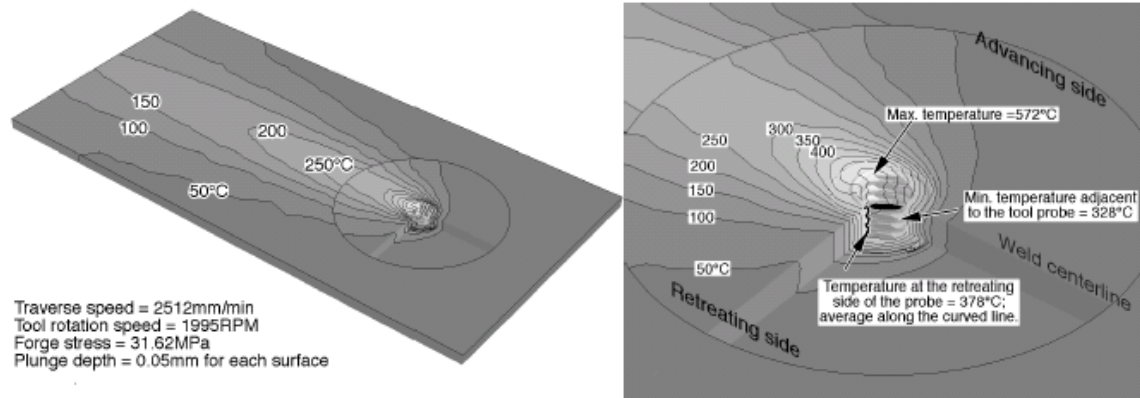 150
100
200
250°C
50°C
Traverse speed = 2512mm/min
Tool rotation speed = 1995RPM
Forge stress = 31.62MPa
Plunge depth = 0.05mm for each surface
Advancing side
Max. temperature =572°C
300
350
400
250
200
150
100
50°C
Min. temperature adjacent
to the tool probe = 328°C
Weld centerline
Temperature at the retreating
side of the probe = 378°C;
average along the curved line.
Retreating side